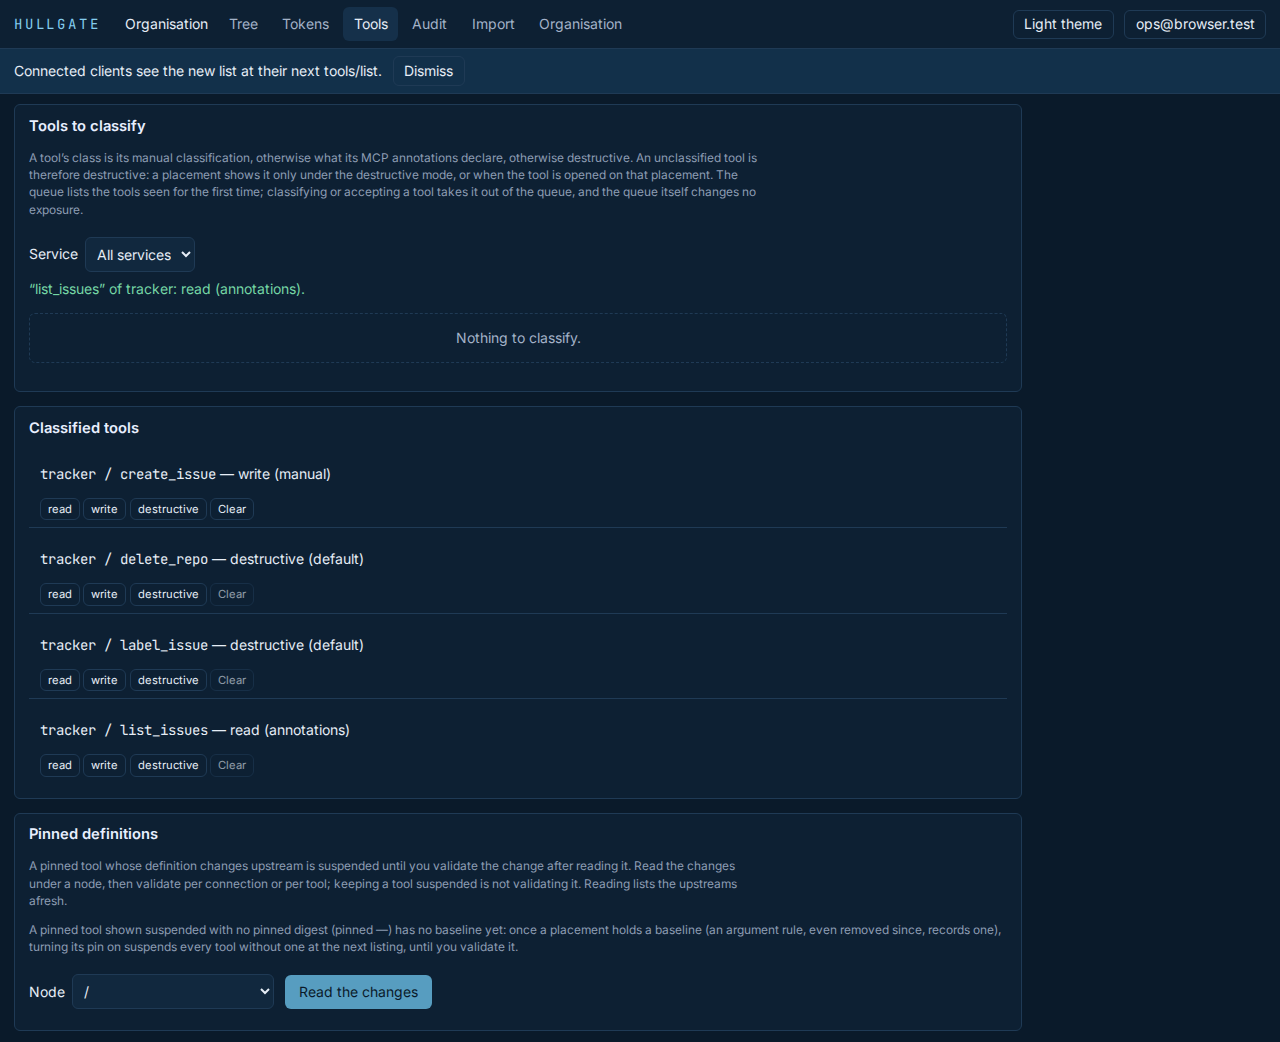 HULLGATE Organisation Tree Tokens Tools Audit Import Organisation Light theme ops@browser.test
Connected clients see the new list at their next tools/list. Dismiss
Tools to classify
A tool’s class is its manual classification, otherwise what its MCP annotations declare, otherwise destructive. An unclassified tool is
therefore destructive: a placement shows it only under the destructive mode, or when the tool is opened on that placement. The
queue lists the tools seen for the first time; classifying or accepting a tool takes it out of the queue, and the queue itself changes no
exposure.
Service All services
“list_issues” of tracker: read (annotations).
Nothing to classify.
Classified tools
tracker / create_issue — write (manual)
read write destructive Clear
tracker / delete_repo — destructive (default)
read write destructive Clear
tracker / label_issue — destructive (default)
read write destructive Clear
tracker / list_issues — read (annotations)
read write destructive Clear
Pinned definitions
A pinned tool whose definition changes upstream is suspended until you validate the change after reading it. Read the changes
under a node, then validate per connection or per tool; keeping a tool suspended is not validating it. Reading lists the upstreams
afresh.
A pinned tool shown suspended with no pinned digest (pinned —) has no baseline yet: once a placement holds a baseline (an argument rule, even removed since, records one),
turning its pin on suspends every tool without one at the next listing, until you validate it.
Node / Read the changes